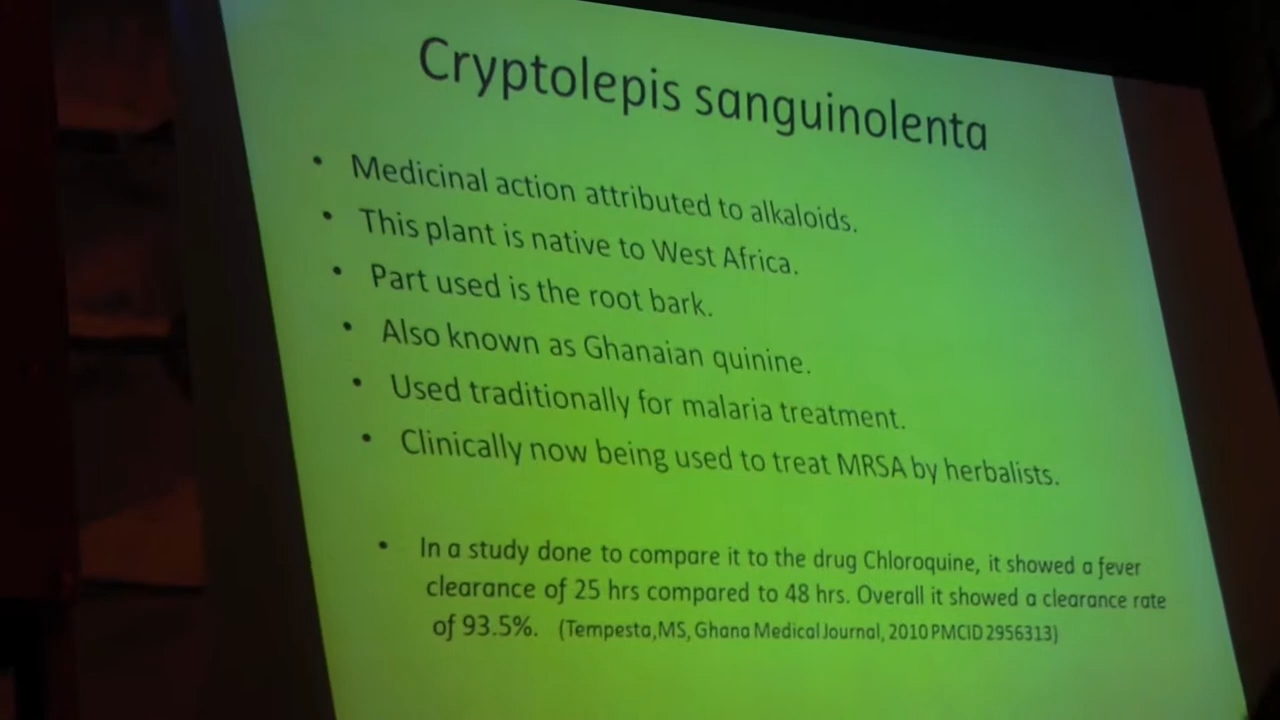 Cryptolepis sanguinolenta
• Medicinal action attributed to alkaloids.
• This plant is native to West Africa.
• Part used is the root bark.
• Also known as Ghanaian quinine.
• Used traditionally for malaria treatment.
• Clinically now being used to treat MRSA by herbalists.
• In a study done to compare it to the drug Chloroquine, it showed a fever
clearance of 25 hrs compared to 48 hrs. Overall it showed a clearance rate
of 93.5%. (Tempesta,MS, Ghana Medical Journal, 2010 PMCID 2956313)